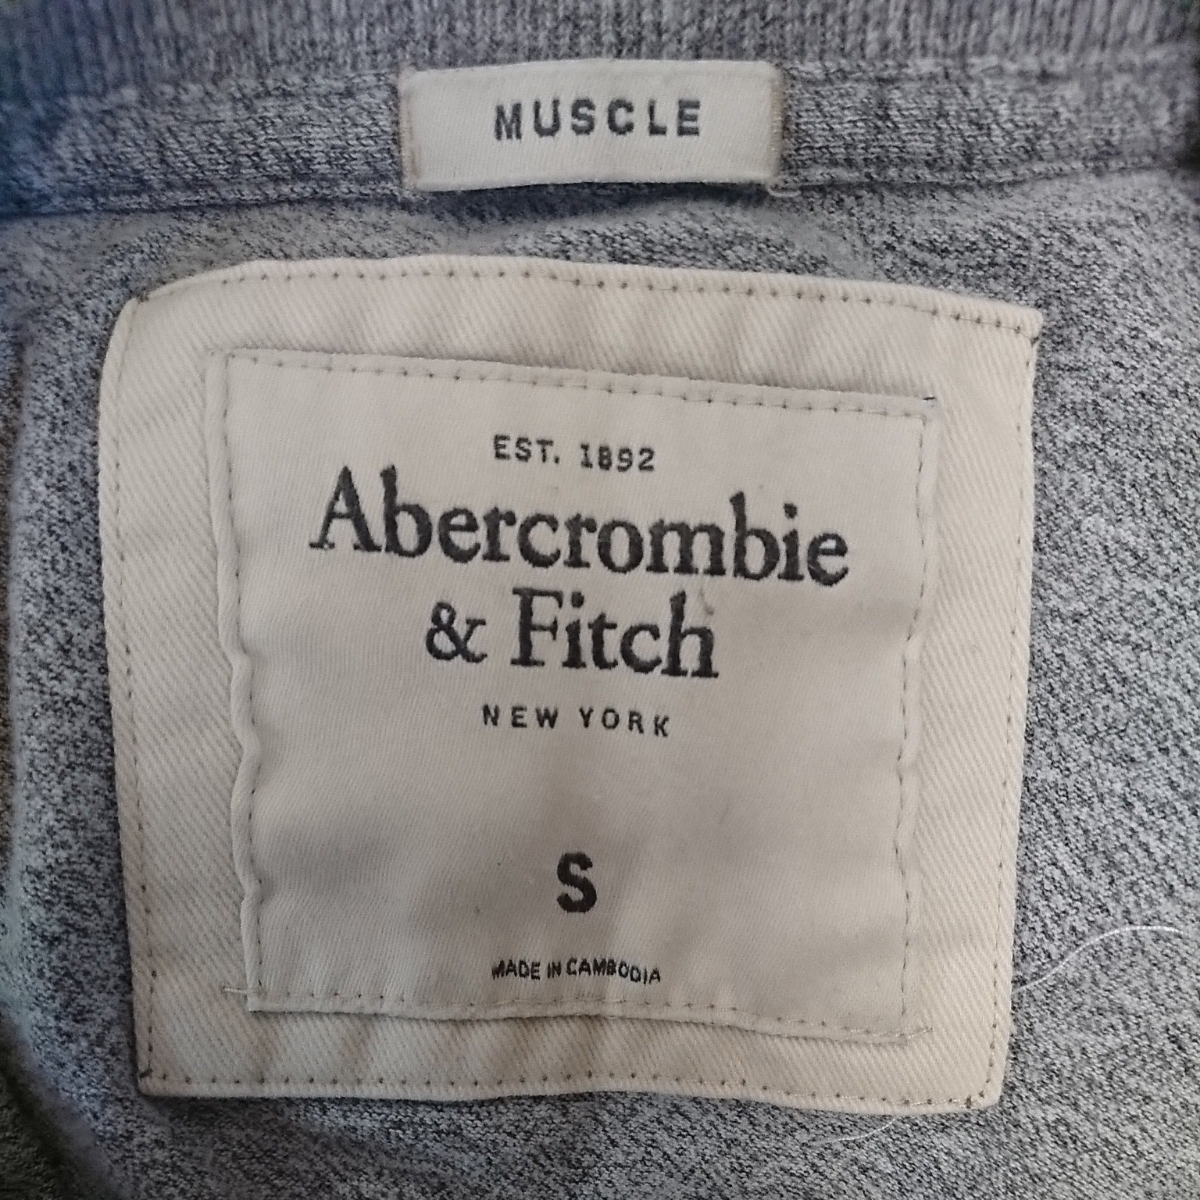 MUSCLE
EST. 1892
Abercrombie
& Fitch
NEW YORK
S
MADE IN CAMBODIA